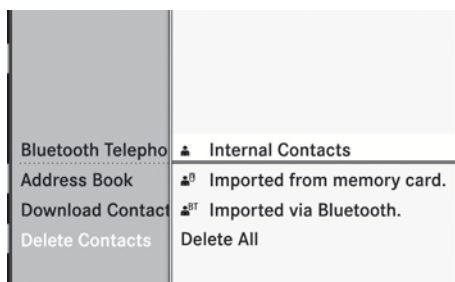 Bluetooth Telepho
Internal Contacts
Address Book
Imported from memory card.
Download Contact
BT Imported via Bluetooth.
Delete Contacts
Delete All